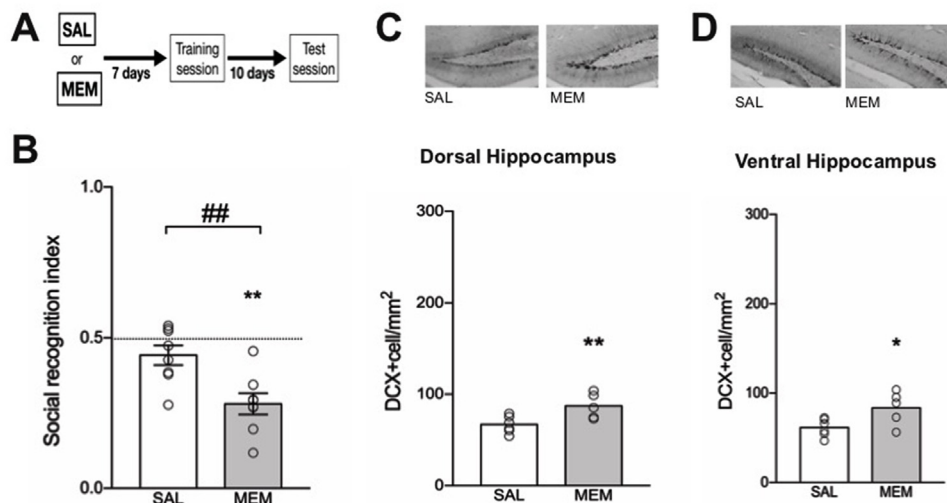 A
SAL
or
MEM
7 days
Training
session
10 days
Test
session
B
Social recognition index
1.0
0.5
0.0
##
**
SAL
MEM
C
SAL
MEM
Dorsal Hippocampus
DCX+cell/mm2
300
200
100
0
**
SAL
MEM
D
SAL
MEM
Ventral Hippocampus
DCX+cell/mm2
300
200
100
0
*
SAL
MEM